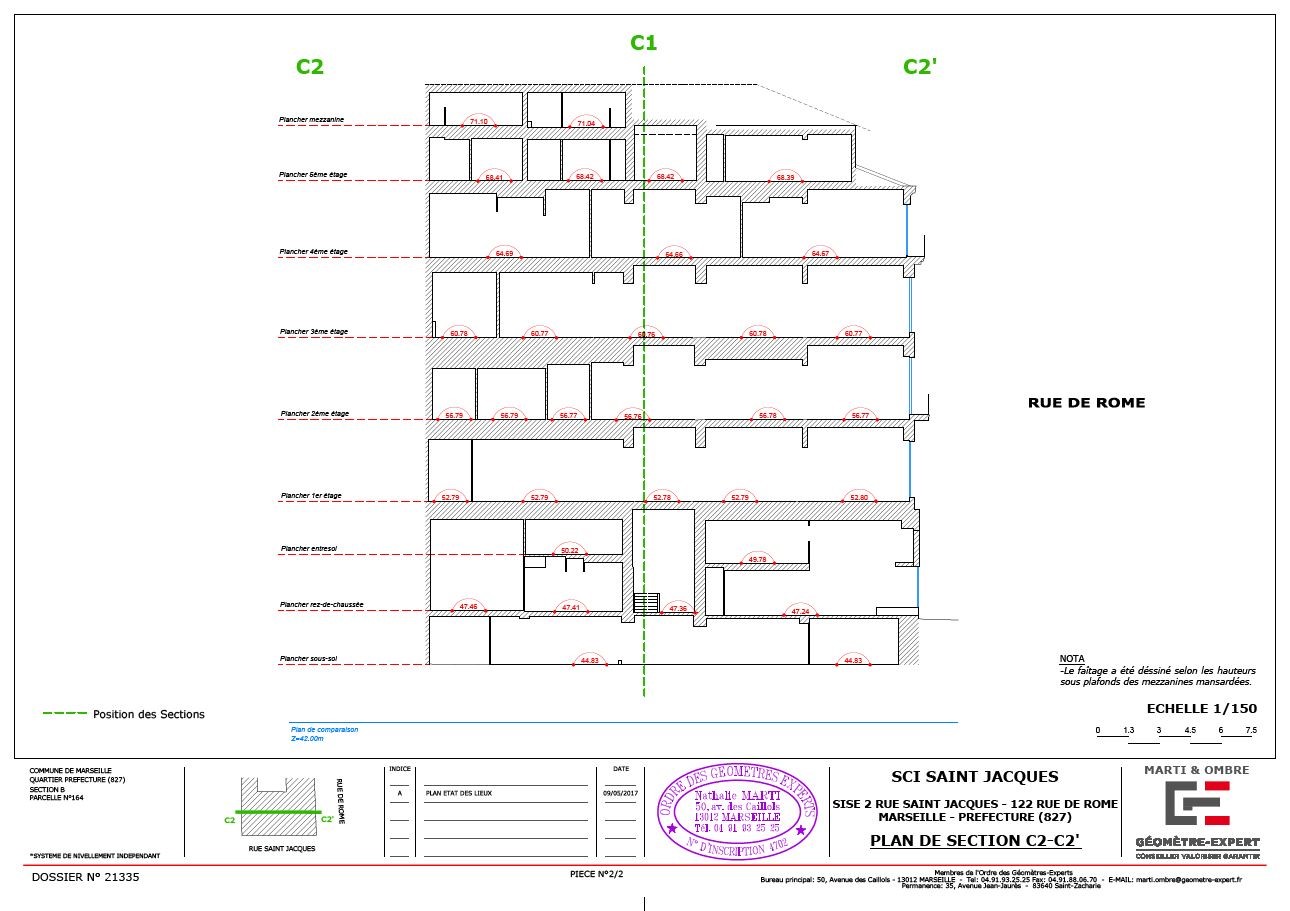 C1
C2
C2'
Plancher mezzanine
71.10
71.04
Plancher 5ème étage
68.41
68.42
68.42
68.39
Plancher 4ème étage
64.69
64.66
64.67
Plancher 3ème étage
60.78
60.77
60.76
60.78
60.77
Plancher 2ème étage
56.79
56.79
56.77
56.76
56.78
56.77
RUE DE ROME
Plancher 1er étage
52.79
52.79
52.78
52.79
52.80
Plancher entresol
50.22
49.78
Plancher rez-de-chaussée
47.46
47.41
47.36
47.24
Plancher sous-sol
44.83
44.83
NOTA
-Le faîtage a été déssiné selon les hauteurs
sous plafonds des mezzanines mansardées.
ECHELLE 1/150
0 1.3 3 4.5 6 7.5
Position des Sections
Plan de comparaison
Z=42.00m
COMMUNE DE MARSEILLE
QUARTIER PREFECTURE (827)
SECTION B
PARCELLE N°164
*SYSTEME DE NIVELLEMENT INDEPENDANT
C2
C2'
RUE DE ROME
RUE SAINT JACQUES
INDICE
DATE
A
PLAN ETAT DES LIEUX
09/05/2017
ORDRE DES GEOMETRES EXPERTS
Nathalie MARTI
50, av. des Caillols
13012 MARSEILLE
Tél. 04 91 93 25 25
N° D'INSCRIPTION 4702
SCI SAINT JACQUES
SISE 2 RUE SAINT JACQUES - 122 RUE DE ROME
MARSEILLE - PREFECTURE (827)
PLAN DE SECTION C2-C2'
MARTI & OMBRE
GÉOMÈTRE-EXPERT
CONSEILLER VALORISER GARANTIR
DOSSIER N° 21335
PIECE N°2/2
Membres de l'Ordre des Géomètres-Experts
Bureau principal: 50, Avenue des Caillols - 13012 MARSEILLE - Tel: 04.91.93.25.25 Fax: 04.91.88.06.70 - E-MAIL: marti.ombre@geometre-expert.fr
Permanence: 35, Avenue Jean-Jaurès - 83640 Saint-Zacharie